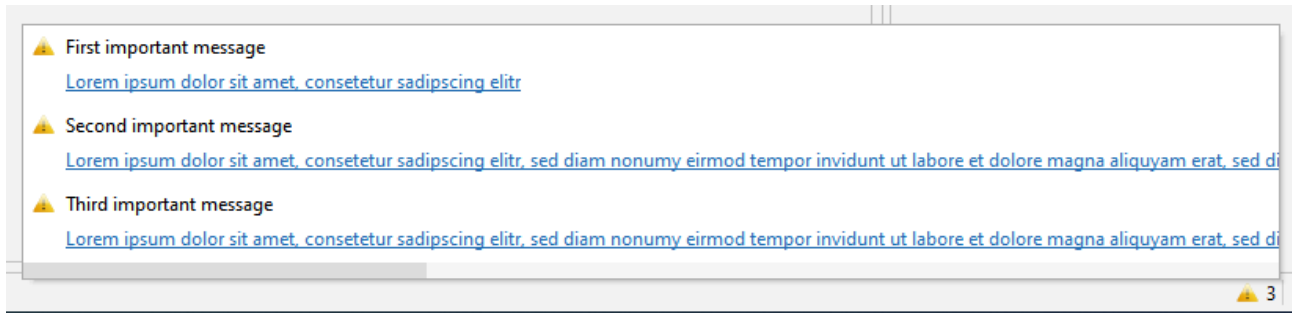 First important message
Lorem ipsum dolor sit amet, consetetur sadipscing elitr
Second important message
Lorem ipsum dolor sit amet, consetetur sadipscing elitr, sed diam nonumy eirmod tempor invidunt ut labore et dolore magna aliquyam erat, sed di
Third important message
Lorem ipsum dolor sit amet, consetetur sadipscing elitr, sed diam nonumy eirmod tempor invidunt ut labore et dolore magna aliquyam erat, sed di
3